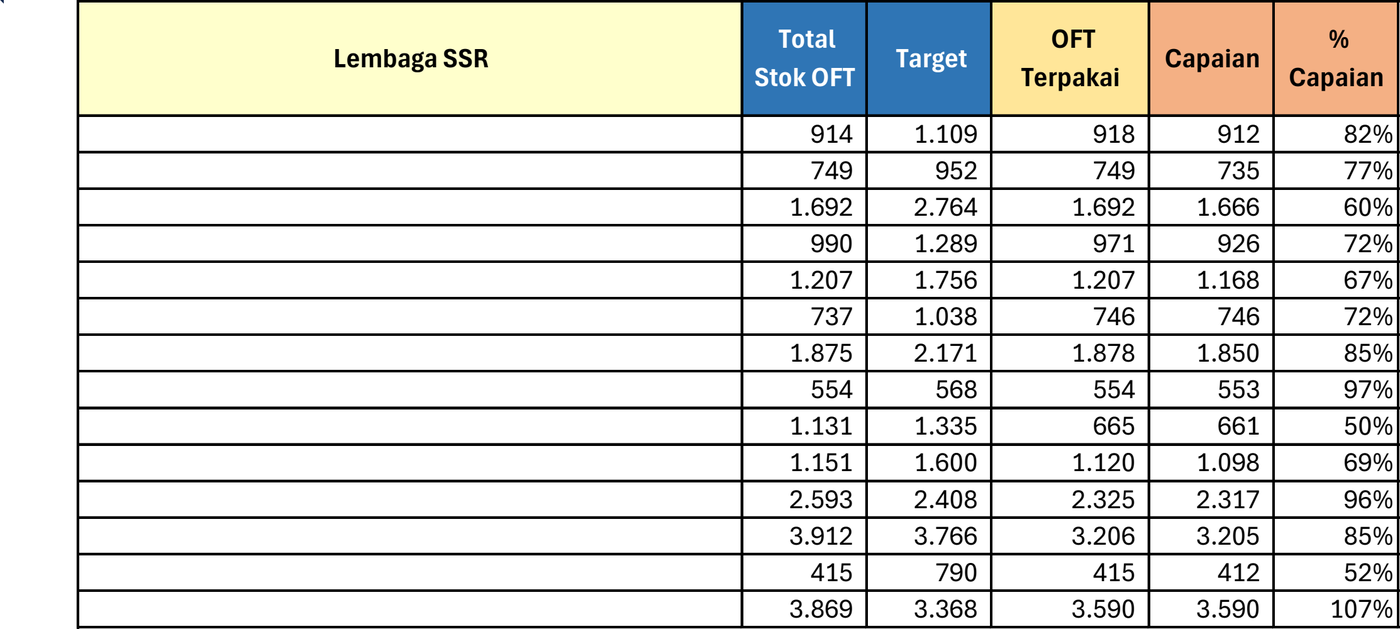 Lembaga SSR Total Stok OFT Target OFT Terpakai Capaian % Capaian
914 1.109 918 912 82%
749 952 749 735 77%
1.692 2.764 1.692 1.666 60%
990 1.289 971 926 72%
1.207 1.756 1.207 1.168 67%
737 1.038 746 746 72%
1.875 2.171 1.878 1.850 85%
554 568 554 553 97%
1.131 1.335 665 661 50%
1.151 1.600 1.120 1.098 69%
2.593 2.408 2.325 2.317 96%
3.912 3.766 3.206 3.205 85%
415 790 415 412 52%
3.869 3.368 3.590 3.590 107%